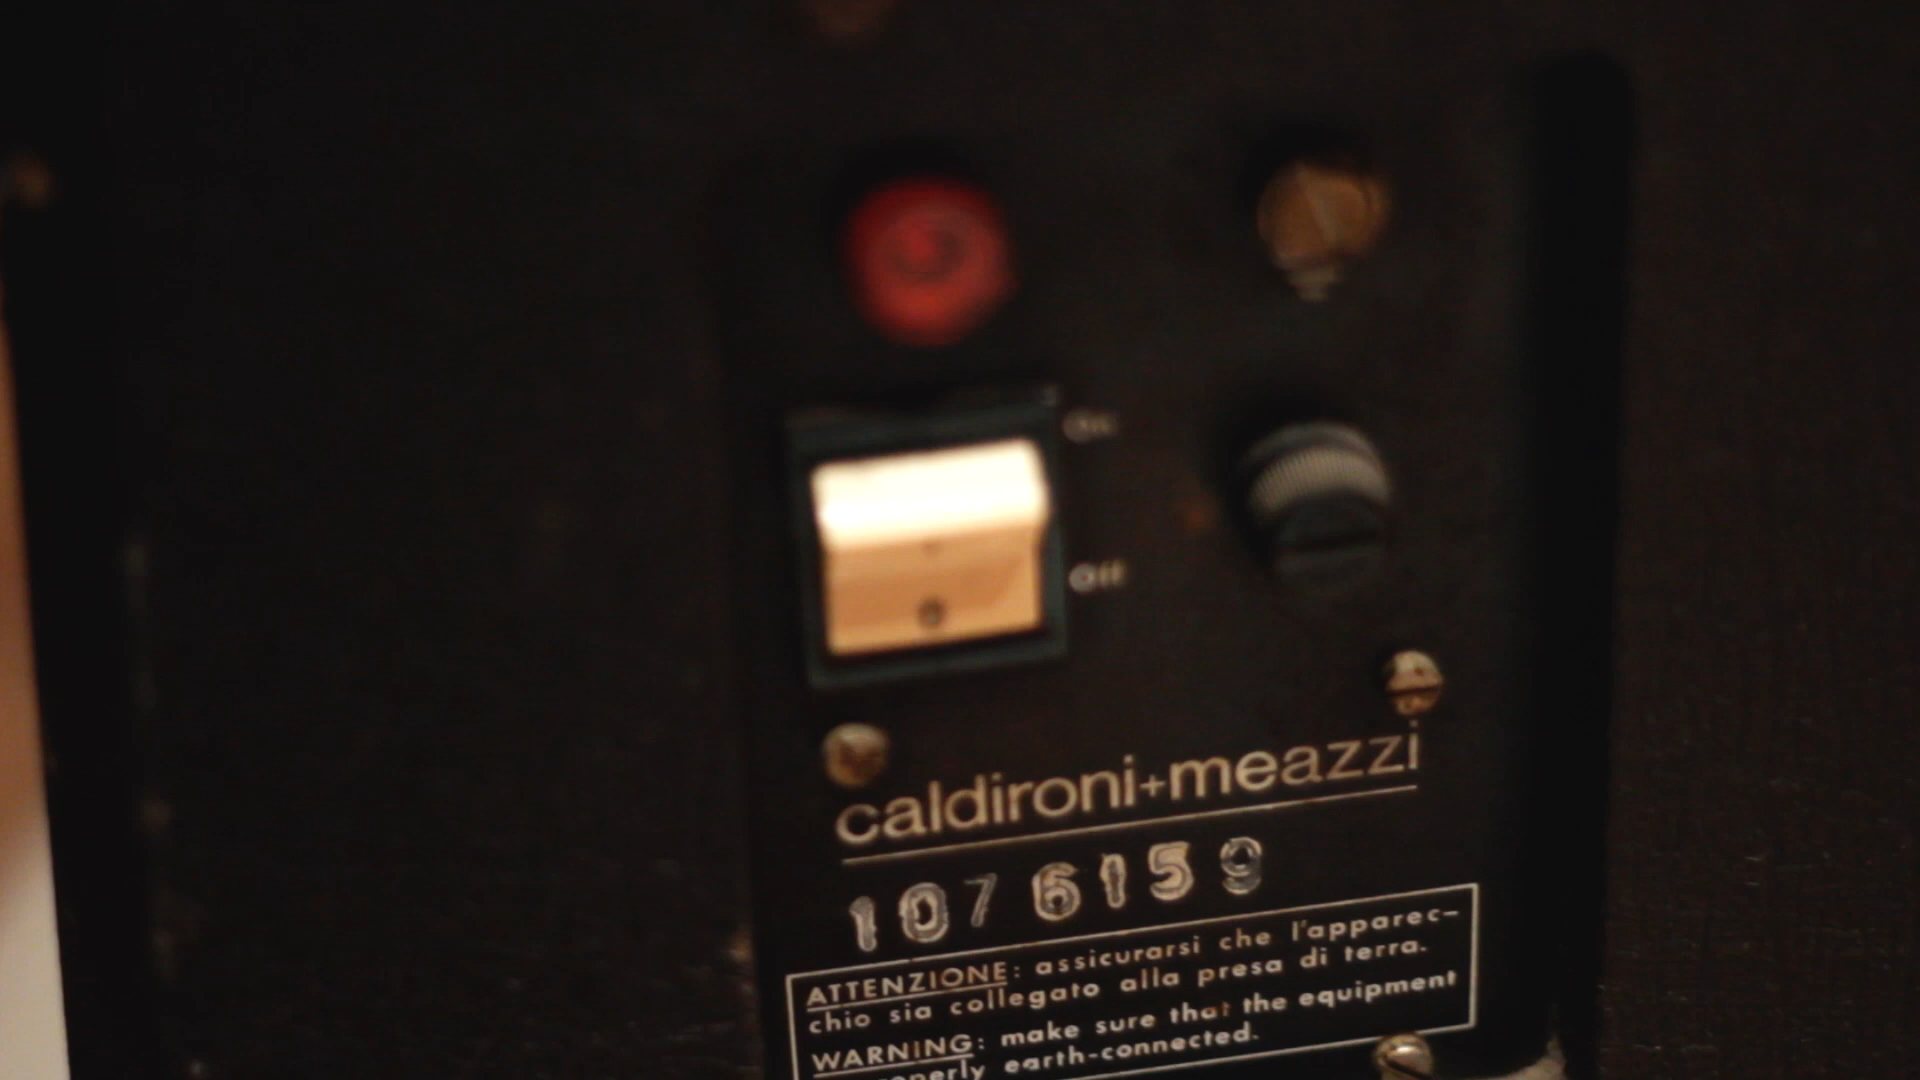 On
Off
caldironi+meazzi
1076159
ATTENZIONE: assicurarsi che l'apparec-
chio sia collegato alla presa di terra.
WARNING: make sure that the equipment
earth-connected.